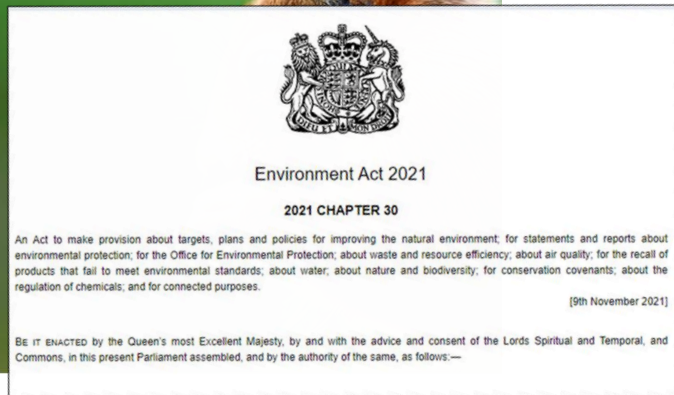 DIEU ET MON DROIT
Environment Act 2021
2021 CHAPTER 30
An Act to make provision about targets, plans and policies for improving the natural environment; for statements and reports about
environmental protection; for the Office for Environmental Protection; about waste and resource efficiency; about air quality; for the recall of
products that fail to meet environmental standards; about water; about nature and biodiversity; for conservation covenants; about the
regulation of chemicals; and for connected purposes.
[9th November 2021]
BE IT ENACTED by the Queen's most Excellent Majesty, by and with the advice and consent of the Lords Spiritual and Temporal, and
Commons, in this present Parliament assembled, and by the authority of the same, as follows:—